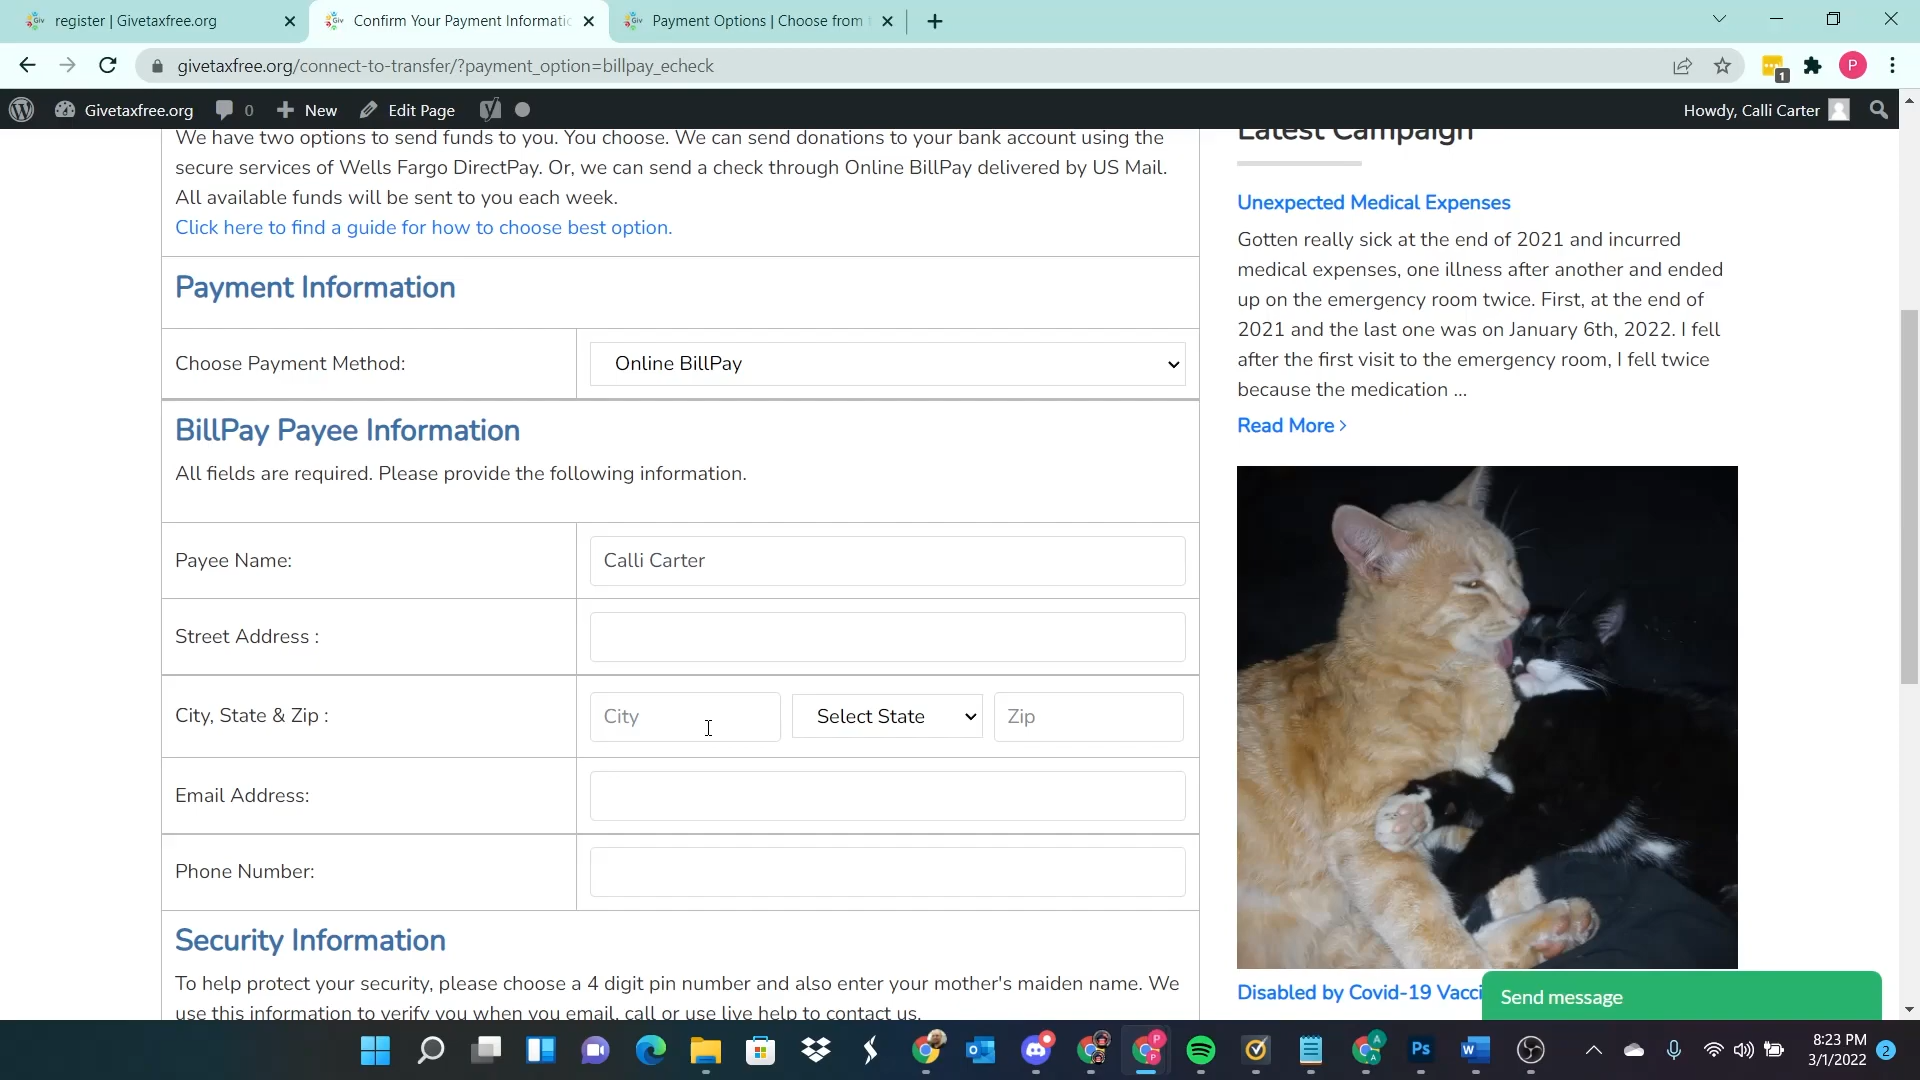 register | Givetaxfree.org
Confirm Your Payment Informatic
Payment Options | Choose from
givetaxfree.org/connect-to-transfer/?payment_option=billpay_echeck
1
P
Givetaxfree.org
0
New
Edit Page
Howdy, Calli Carter
We have two options to send funds to you. You choose. We can send donations to your bank account using the
secure services of Wells Fargo DirectPay. Or, we can send a check through Online BillPay delivered by US Mail.
All available funds will be sent to you each week.
Click here to find a guide for how to choose best option.
Payment Information
Choose Payment Method:
Online BillPay
BillPay Payee Information
All fields are required. Please provide the following information.
Payee Name:
Calli Carter
Street Address :
City, State & Zip :
City
Select State
Zip
Email Address:
Phone Number:
Security Information
To help protect your security, please choose a 4 digit pin number and also enter your mother's maiden name. We
use this information to verify you when you email, call or use live help to contact us.
Latest Campaign
Unexpected Medical Expenses
Gotten really sick at the end of 2021 and incurred
medical expenses, one illness after another and ended
up on the emergency room twice. First, at the end of
2021 and the last one was on January 6th, 2022. I fell
after the first visit to the emergency room, I fell twice
because the medication ...
Read More >
Disabled by Covid-19 Vacci
Send message
8:23 PM
3/1/2022
2